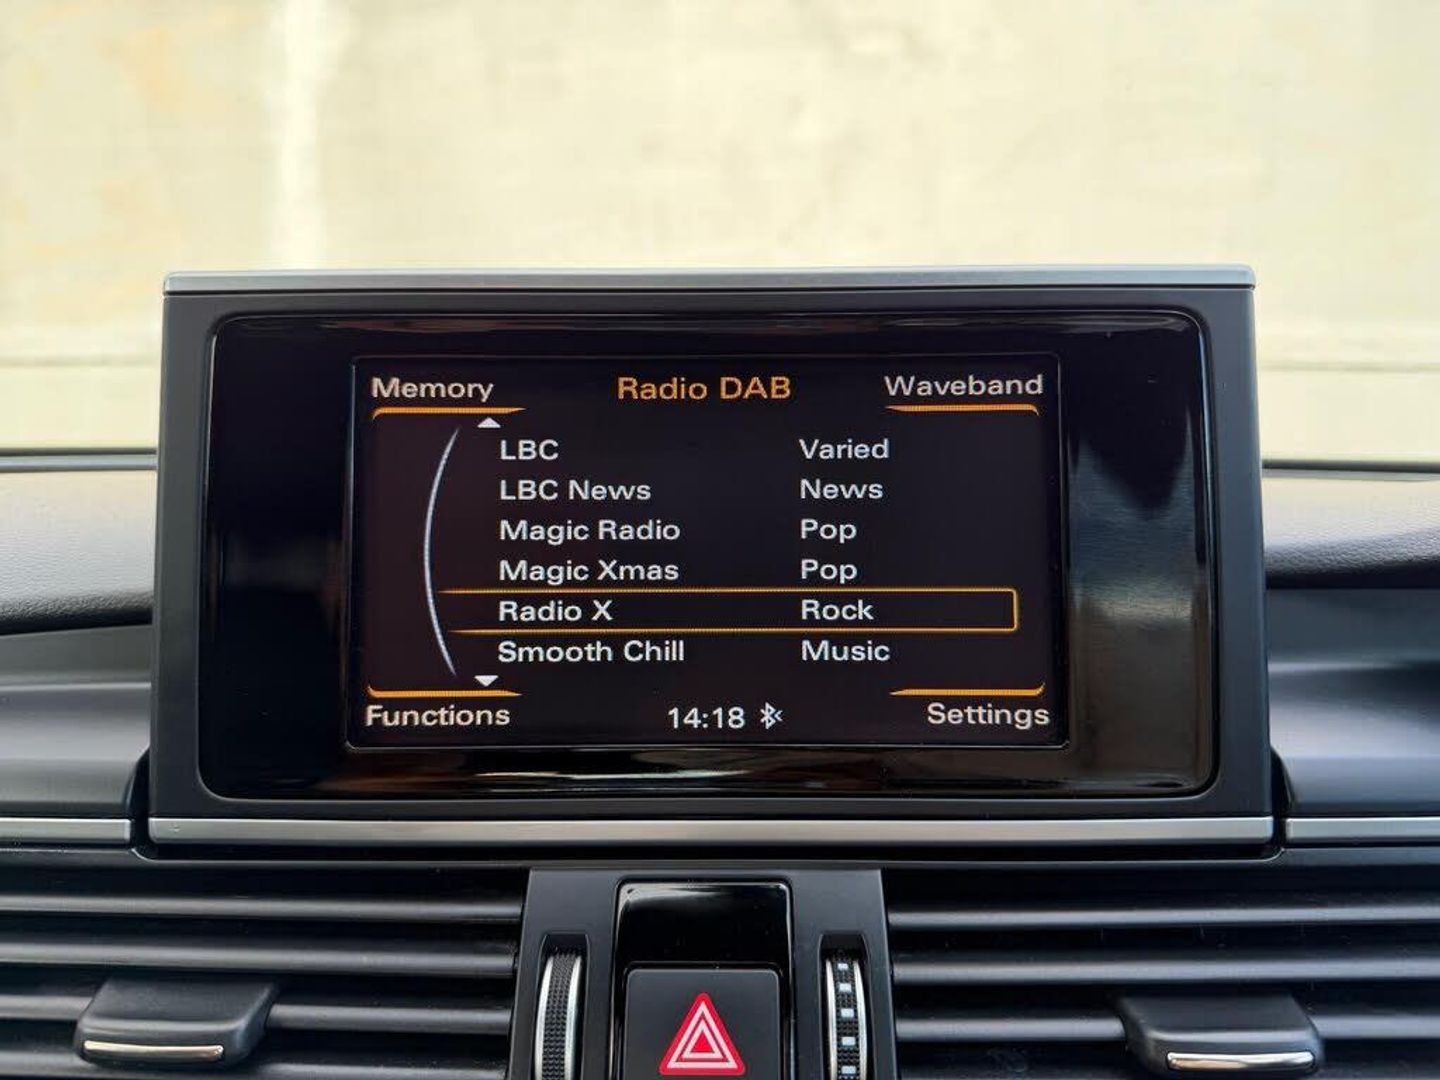 Memory Radio DAB Waveband
LBC Varied
LBC News News
Magic Radio Pop
Magic Xmas Pop
Radio X Rock
Smooth Chill Music
Functions 14:18 Settings